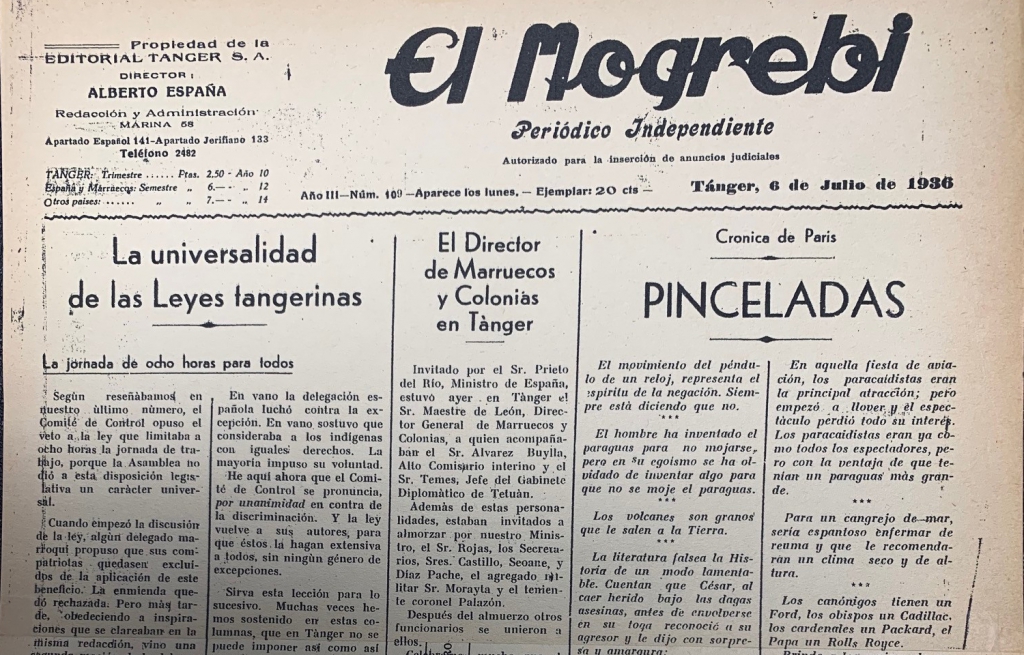 Propiedad de la
EDITORIAL TANGER S. A.
DIRECTOR:
ALBERTO ESPAÑA
Redacción y Administración
MARINA 68
Apartado Español 141-Apartado Jerifiano 133
Teléfono 2482
TANGER: Trimestre ...... Ptas. 2.50 - Año 10
España y Marruecos: Semestre „ 6.-- „ 12
Otros paises: ...... „ „ 7.-- „ 14
El Mogrebi
Periódico Independiente
Autorizado para la inserción de anuncios judiciales
Año III—Núm. 109—Aparece los lunes. — Ejemplar: 20 cts —
Tánger, 6 de Julio de 1936
La universalidad
de las Leyes tangerinas
La jornada de ocho horas para todos
Según reseñábamos en
nuestro último número, el
Comité de Control opuso el
veto a la ley que limitaba a
ocho horas la jornada de tra-
bajo, porque la Asamblea no
dió a esta disposición legis-
lativa un carácter univer-
sal.
Cuando empezó la discusión
de la ley, algún delegado ma-
rroquí propuso que sus com-
patriotas quedasen exclui-
dos de la aplicación de este
beneficio. La enmienda que-
dó rechazada. Pero más tar-
de, obedeciendo a inspira-
ciones que se clareaban en la
misma redacción, vino una
En vano la delegación es-
pañola luchó contra la ex-
cepción. En vano sostuvo que
consideraba a los indígenas
con iguales derechos. La
mayoría impuso su voluntad.
He aquí ahora que el Comi-
té de Control se pronuncia,
por unanimidad en contra de
la discriminación. Y la ley
vuelve a sus autores, para
que éstos la hagan extensiva
a todos, sin ningùn género de
excepciones.
Sirva esta lección para lo
sucesivo. Muchas veces he-
mos sostenido en estas co-
lumnas, que en Tánger no se
puede imponer así como así
El Director
de Marruecos
y Colonias
en Tànger
Invitado por el Sr. Prieto
del Río, Ministro de España,
estuvo ayer en Tànger el
Sr. Maestre de León, Direc
tor General de Marruecos y
Colonias, a quien acompaña-
ban el Sr. Alvarez Buylla,
Alto Comisario interino y el
Sr. Temes, Jefe del Gabinete
Diplomàtico de Tetuàn.
Además de estas persona-
lidades, estaban invitados a
almorzar por nuestro Minis-
tro, el Sr. Rojas, los Secreta-
rios, Sres. Castillo, Seoane, y
Díaz Pache, el agregado mi-
litar Sr. Morayta y el tenien-
te coronel Palazón.
Después del almuerzo otros
funcionarios se unieron a
ellos.
Cronica de Paris
PINCELADAS
El movimiento del péndu-
lo de un reloj, representa el
espíritu de la negación. Siem-
pre está diciendo que no.
***
El hombre ha inventado el
paraguas para no mojarse,
pero en su egoismo se ha ol-
vidado de inventar algo para
que no se moje el paraguas.
***
Los volcanes son granos
que le salen a la Tierra.
***
La literatura falsea la His-
toria de un modo lamenta-
ble. Cuentan que César, al
caer herido bajo las dagas
asesinas, antes de envolverse
en su toga reconoció a su
agresor y le dijo con sorpre-
sa y amargura:
En aquella fiesta de avia-
ción, los paracaidistas eran
la principal atracción; pero
empezó a llover y el espec-
táculo perdió todo su interés.
Los paracaidistas eran ya co-
mo todos los espectadores, pe-
ro con la ventaja de que te-
nían un paraguas más gran-
de.
***
Para un cangrejo de mar,
sería espantoso enfermar de
reuma y que le recomenda-
ran un clima seco y de al-
tura.
***
Los canónigos tienen un
Ford, los obispos un Cadillac.
los cardenales un Packard, el
Papa un Rolls Royce.